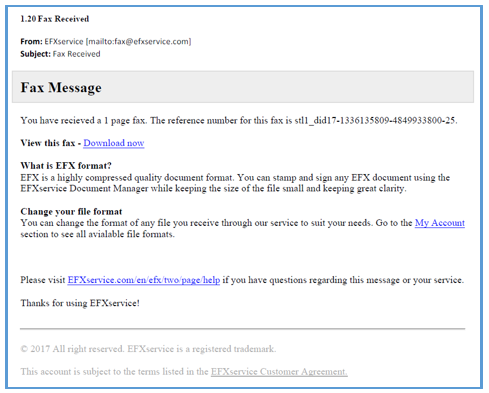 1.20 Fax Received
From: EFXservice [mailto:fax@efxservice.com]
Subject: Fax Received
Fax Message
You have recieved a 1 page fax. The reference number for this fax is stl1_did17-1336135809-4849933800-25.
View this fax - Download now
What is EFX format?
EFX is a highly compressed quality document format. You can stamp and sign any EFX document using the
EFXservice Document Manager while keeping the size of the file small and keeping great clarity.
Change your file format
You can change the format of any file you receive through our service to suit your needs. Go to the My Account
section to see all avialable file formats.
Please visit EFXservice.com/en/efx/two/page/help if you have questions regarding this message or your service.
Thanks for using EFXservice!
© 2017 All right reserved. EFXservice is a registered trademark.
This account is subject to the terms listed in the EFXservice Customer Agreement.